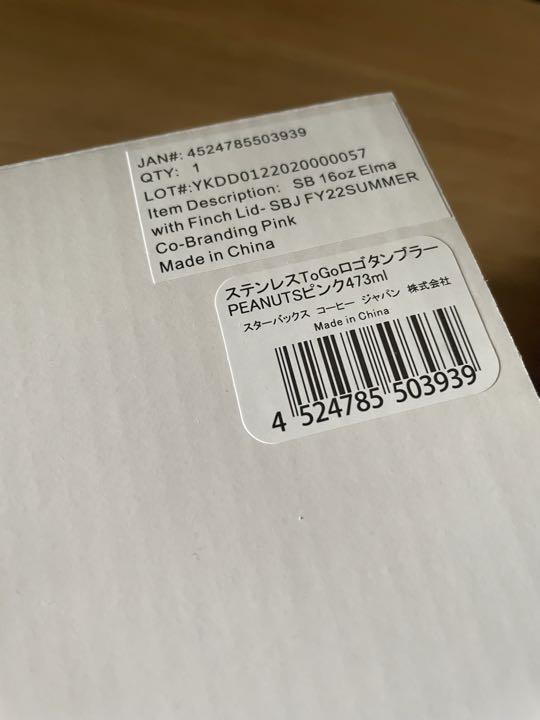 JAN#: 4524785503939
QTY: 1
LOT#:YKDD0122020000057
Item Description: SB 16oz Elma
with Finch Lid- SBJ FY22SUMMER
Co-Branding Pink
Made in China
ステンレスToGoロゴタンブラー
PEANUTSピンク473ml
スターバックス コーヒー ジャパン 株式会社
Made in China
4 524785 503939